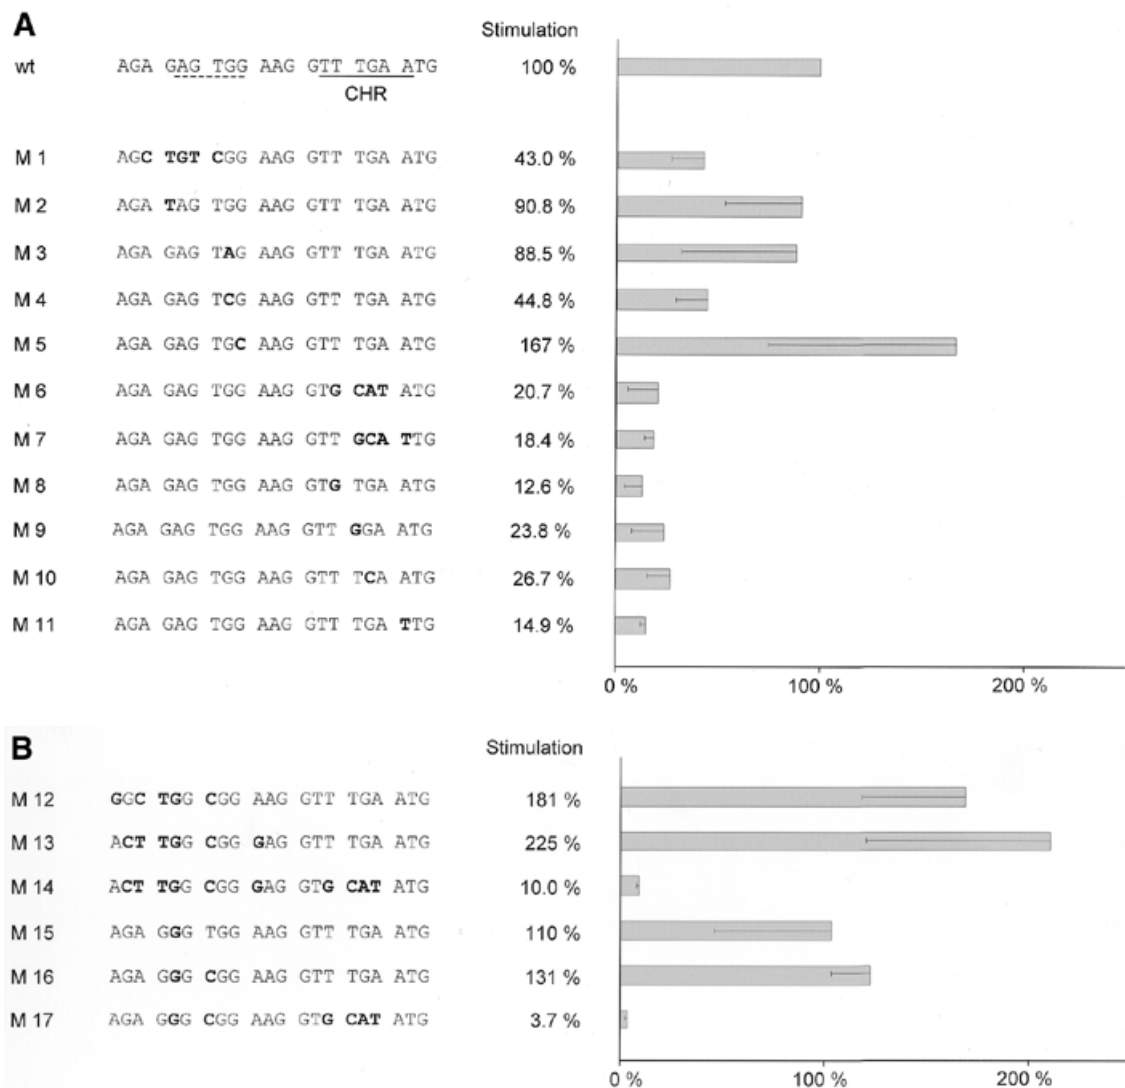 A
Stimulation
wt AGA GAG TGG AAG GTT TGA ATG 100 %
CHR
M 1 AGC TGT CGG AAG GTT TGA ATG 43.0 %
M 2 AGA TAG TGG AAG GTT TGA ATG 90.8 %
M 3 AGA GAG TAG AAG GTT TGA ATG 88.5 %
M 4 AGA GAG TCG AAG GTT TGA ATG 44.8 %
M 5 AGA GAG TGC AAG GTT TGA ATG 167 %
M 6 AGA GAG TGG AAG GTG CAT ATG 20.7 %
M 7 AGA GAG TGG AAG GTT GCA TTG 18.4 %
M 8 AGA GAG TGG AAG GTG TGA ATG 12.6 %
M 9 AGA GAG TGG AAG GTT GGA ATG 23.8 %
M 10 AGA GAG TGG AAG GTT TCA ATG 26.7 %
M 11 AGA GAG TGG AAG GTT TGA TTG 14.9 %
0 % 100 % 200 %
B
Stimulation
M 12 GGC TGG CGG AAG GTT TGA ATG 181 %
M 13 ACT TGG CGG GAG GTT TGA ATG 225 %
M 14 ACT TGG CGG GAG GTG CAT ATG 10.0 %
M 15 AGA GGG TGG AAG GTT TGA ATG 110 %
M 16 AGA GGG CGG AAG GTT TGA ATG 131 %
M 17 AGA GGG CGG AAG GTG CAT ATG 3.7 %
0 % 100 % 200 %